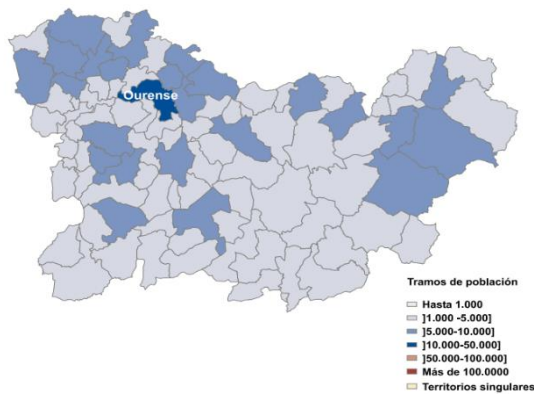 Ourense
Tramos de población
Hasta 1.000
]1.000 -5.000]
]5.000-10.000]
]10.000-50.000]
]50.000-100.000]
Más de 100.0000
Territorios singulares